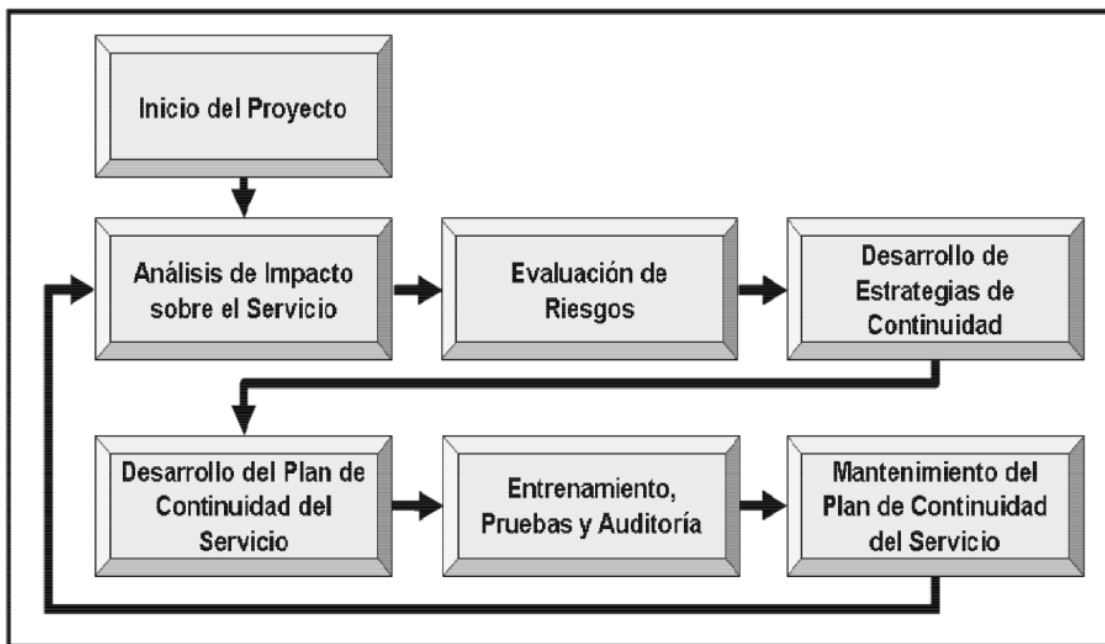 Inicio del Proyecto
Análisis de Impacto
sobre el Servicio
Evaluación de
Riesgos
Desarrollo de
Estrategias de
Continuidad
Desarrollo del Plan de
Continuidad del
Servicio
Entrenamiento,
Pruebas y Auditoría
Mantenimiento del
Plan de Continuidad
del Servicio